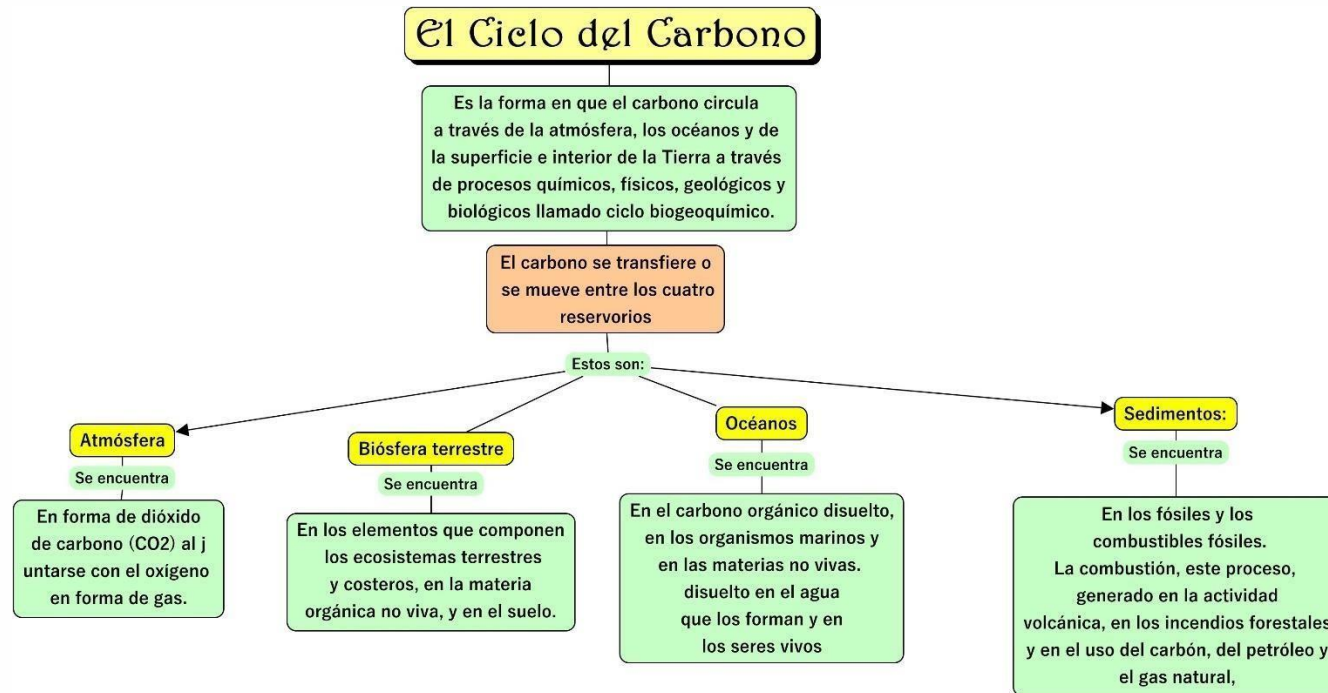 El Ciclo del Carbono
Es la forma en que el carbono circula
a través de la atmósfera, los océanos y de
la superficie e interior de la Tierra a través
de procesos químicos, físicos, geológicos y
biológicos llamado ciclo biogeoquímico.
El carbono se transfiere o
se mueve entre los cuatro
reservorios
Estos son:
Atmósfera
Se encuentra
En forma de dióxido
de carbono (CO2) al j
untarse con el oxígeno
en forma de gas.
Biósfera terrestre
Se encuentra
En los elementos que componen
los ecosistemas terrestres
y costeros, en la materia
orgánica no viva, y en el suelo.
Océanos
Se encuentra
En el carbono orgánico disuelto,
en los organismos marinos y
en las materias no vivas.
disuelto en el agua
que los forman y en
los seres vivos
Sedimentos:
Se encuentra
En los fósiles y los
combustibles fósiles.
La combustión, este proceso,
generado en la actividad
volcánica, en los incendios forestales
y en el uso del carbón, del petróleo y
el gas natural,